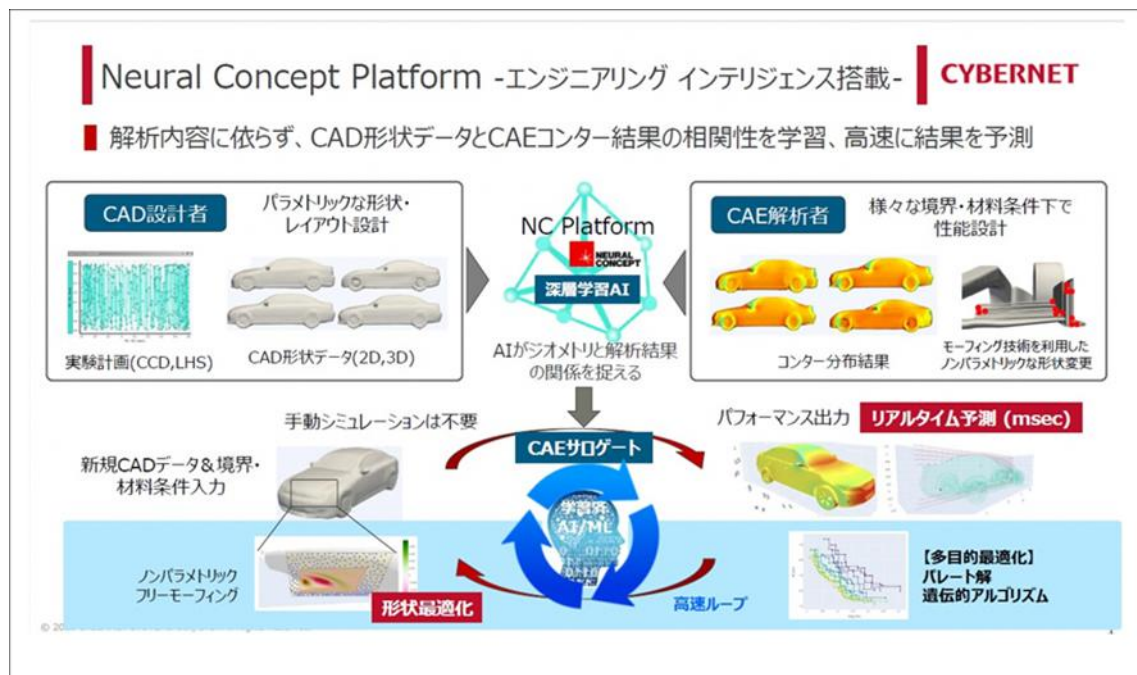 Neural Concept Platform -エンジニアリング インテリジェンス搭載-
CYBERNET
解析内容に依らず、CAD形状データとCAEコンター結果の相関性を学習、高速に結果を予測
CAD設計者
パラメトリックな形状・
レイアウト設計
実験計画(CCD,LHS)
CAD形状データ(2D,3D)
NC Platform
NEURAL
CONCEPT
深層学習AI
AIがジオメトリと解析結果
の関係を捉える
CAE解析者
様々な境界・材料条件下で
性能設計
コンター分布結果
モーフィング技術を利用した
ノンパラメトリックな形状変更
手動シミュレーションは不要
新規CADデータ&境界・
材料条件入力
CAEサロゲート
パフォーマンス出力
リアルタイム予測 (msec)
学習済
AI/ML
ノンパラメトリック
フリーモーフィング
形状最適化
高速ループ
【多目的最適化】
パレート解
遺伝的アルゴリズム